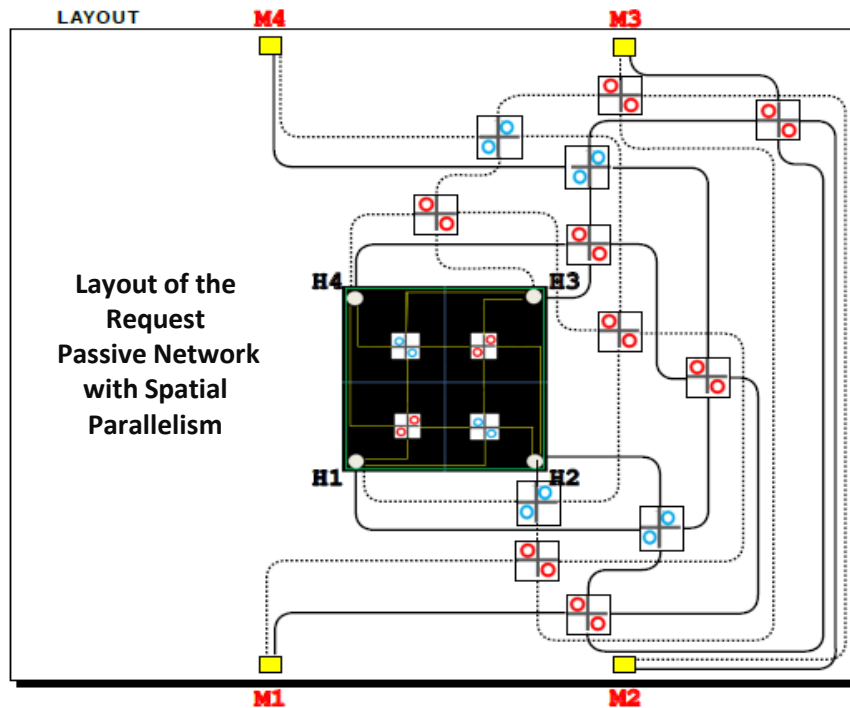 LAYOUT
M4
M3
Layout of the
Request
Passive Network
with Spatial
Parallelism
H4
H3
H1
H2
M1
M2